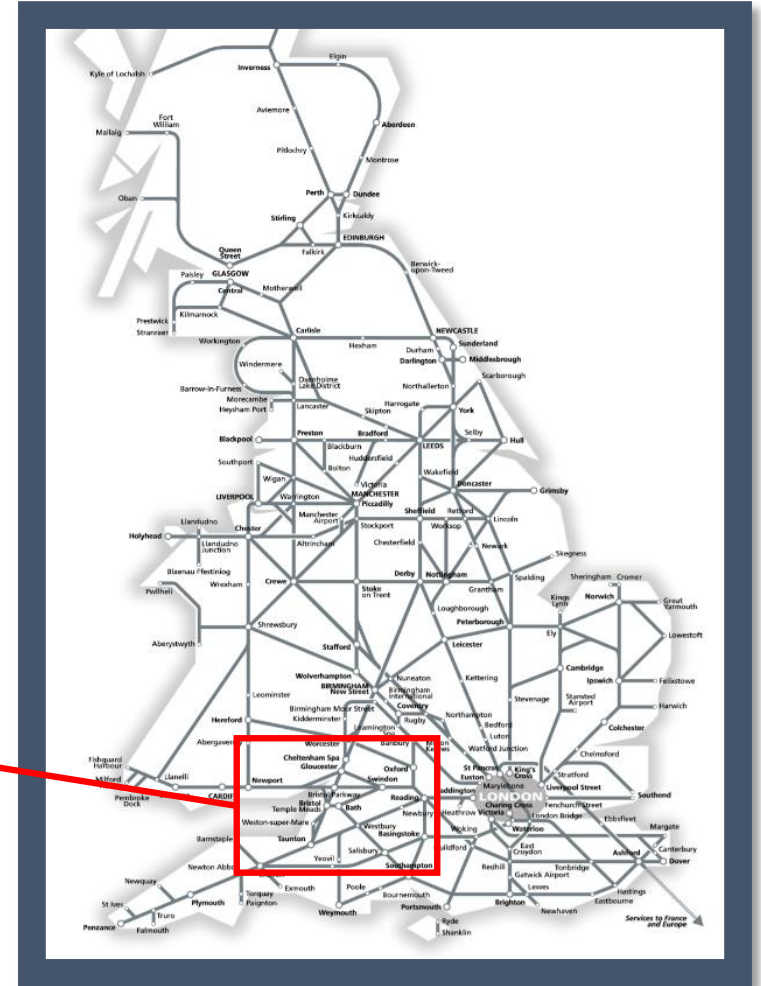 Elgin
Inverness
Kyle of Lochalsh
Aviemore
Fort
William
Mallaig
Aberdeen
Pitlochry
Montrose
Perth
Dundee
Oban
Stirling
Kirkcaldy
EDINBURGH
Queen
Street
Falkirk
Berwick-
upon-Tweed
Paisley
GLASGOW
Central
Motherwell
Prestwick
Kilmarnock
Stranraer
Carlisle
NEWCASTLE
Workington
Hexham
Sunderland
Durham
Darlington
Middlesbrough
Windermere
Scarborough
Oxenholme
Lake District
Barrow-in-Furness
Northallerton
Morecambe
Lancaster
Harrogate
York
Heysham Port
Skipton
Preston
Bradford
Selby
Blackpool
Blackburn
LEEDS
Hull
Huddersfield
Southport
Bolton
Wakefield
Wigan
Victoria
Doncaster
MANCHESTER
Grimsby
LIVERPOOL
Warrington
Piccadilly
Manchester
Airport
Sheffield
Retford
Llandudno
Stockport
Worksop
Lincoln
Holyhead
Chester
Llandudno
Junction
Altrincham
Chesterfield
Newark
Skegness
Blaenau Ffestiniog
Derby
Nottingham
Spalding
Sheringham
Cromer
Pwllheli
Wrexham
Crewe
Stoke
on Trent
Grantham
Kings
Lynn
Norwich
Great
Yarmouth
Loughborough
Shrewsbury
Peterborough
Ely
Lowestoft
Aberystwyth
Stafford
Leicester
Wolverhampton
Cambridge
BIRMINGHAM
New Street
Nuneaton
Kettering
Ipswich
Felixstowe
Birmingham
International
Leominster
Stevenage
Stansted
Airport
Birmingham Moor Street
Coventry
Harwich
Hereford
Kidderminster
Rugby
Northampton
Leamington
Spa
Bedford
Colchester
Abergavenny
Worcester
Banbury
Milton
Keynes
Luton
Watford Junction
Chelmsford
Fishguard
Harbour
Cheltenham Spa
Gloucester
Oxford
St Pancras
King's
Cross
Euston
Stratford
Milford
Llanelli
Newport
Swindon
Marylebone
Liverpool Street
Pembroke
Dock
CARDIFF
Bristol Parkway
Reading
Paddington
LONDON
Southend
Bristol
Temple Meads
Bath
Charing Cross
Fenchurch Street
Newbury
Heathrow
Victoria
London Bridge
Ebbsfleet
Weston-super-Mare
Westbury
Basingstoke
Woking
Waterloo
Margate
Barnstaple
Taunton
Guildford
East
Croydon
Canterbury
Salisbury
Ashford
Dover
Newton Abbot
Yeovil
Southampton
Redhill
Tonbridge
Gatwick Airport
Newquay
Exmouth
Poole
Lewes
Hastings
St Ives
Plymouth
Torquay
Paignton
Bournemouth
Eastbourne
Truro
Weymouth
Portsmouth
Brighton
Newhaven
Penzance
Falmouth
Ryde
Shanklin
Services to France
and Europe